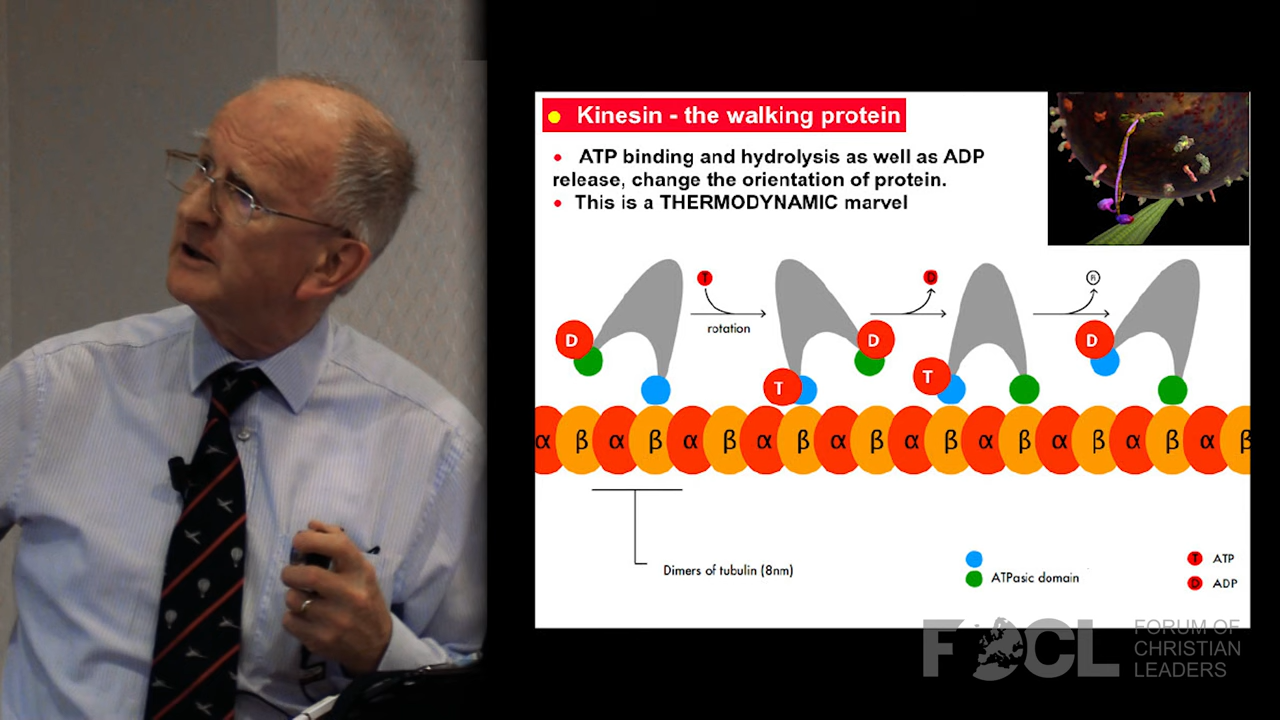 Kinesin - the walking protein
ATP binding and hydrolysis as well as ADP
release, change the orientation of protein.
This is a THERMODYNAMIC marvel
T
D
Pi
rotation
D
D
D
T
T
α β α β α β α β α β α β α β α β α β α β
Dimers of tubulin (8nm)
ATPasic domain
T ATP
D ADP
FOCL
FORUM OF
CHRISTIAN
LEADERS